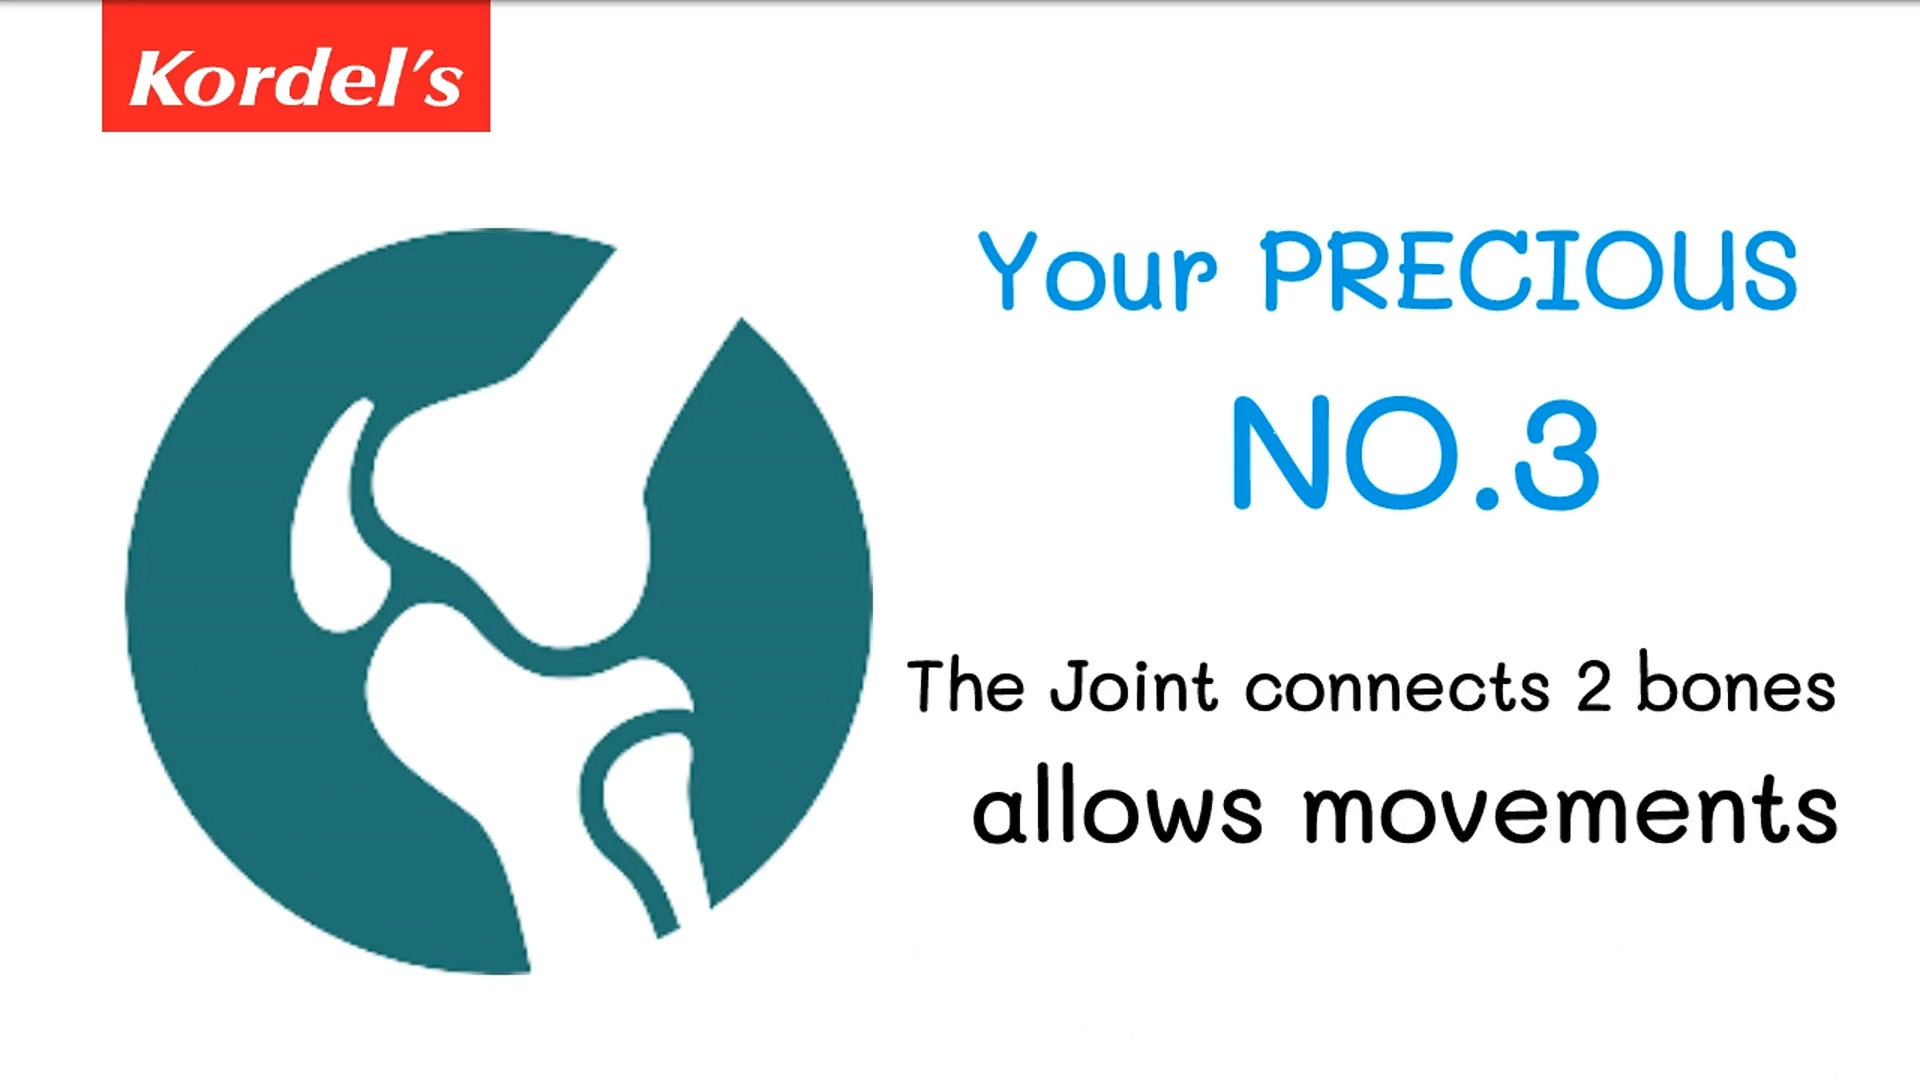 Kordel's
Your PRECIOUS
NO.3
The Joint connects 2 bones
allows movements